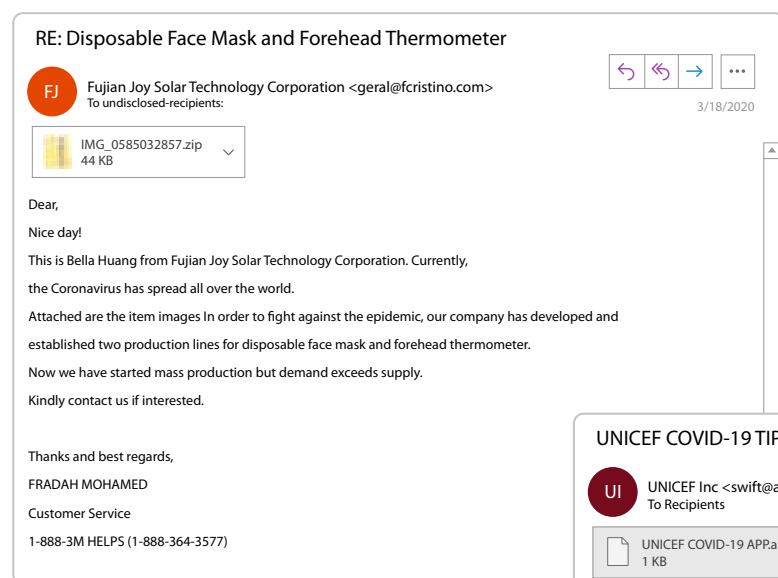 RE: Disposable Face Mask and Forehead Thermometer
FJ
Fujian Joy Solar Technology Corporation <geral@fcristino.com>
To undisclosed-recipients:
3/18/2020
IMG_0585032857.zip
44 KB
Dear,
Nice day!
This is Bella Huang from Fujian Joy Solar Technology Corporation. Currently,
the Coronavirus has spread all over the world.
Attached are the item images In order to fight against the epidemic, our company has developed and
established two production lines for disposable face mask and forehead thermometer.
Now we have started mass production but demand exceeds supply.
Kindly contact us if interested.
Thanks and best regards,
FRADAH MOHAMED
Customer Service
1-888-3M HELPS (1-888-364-3577)
UNICEF COVID-19 TIP
UI
UNICEF Inc <swift@a
To Recipients
UNICEF COVID-19 APP.a
1 KB